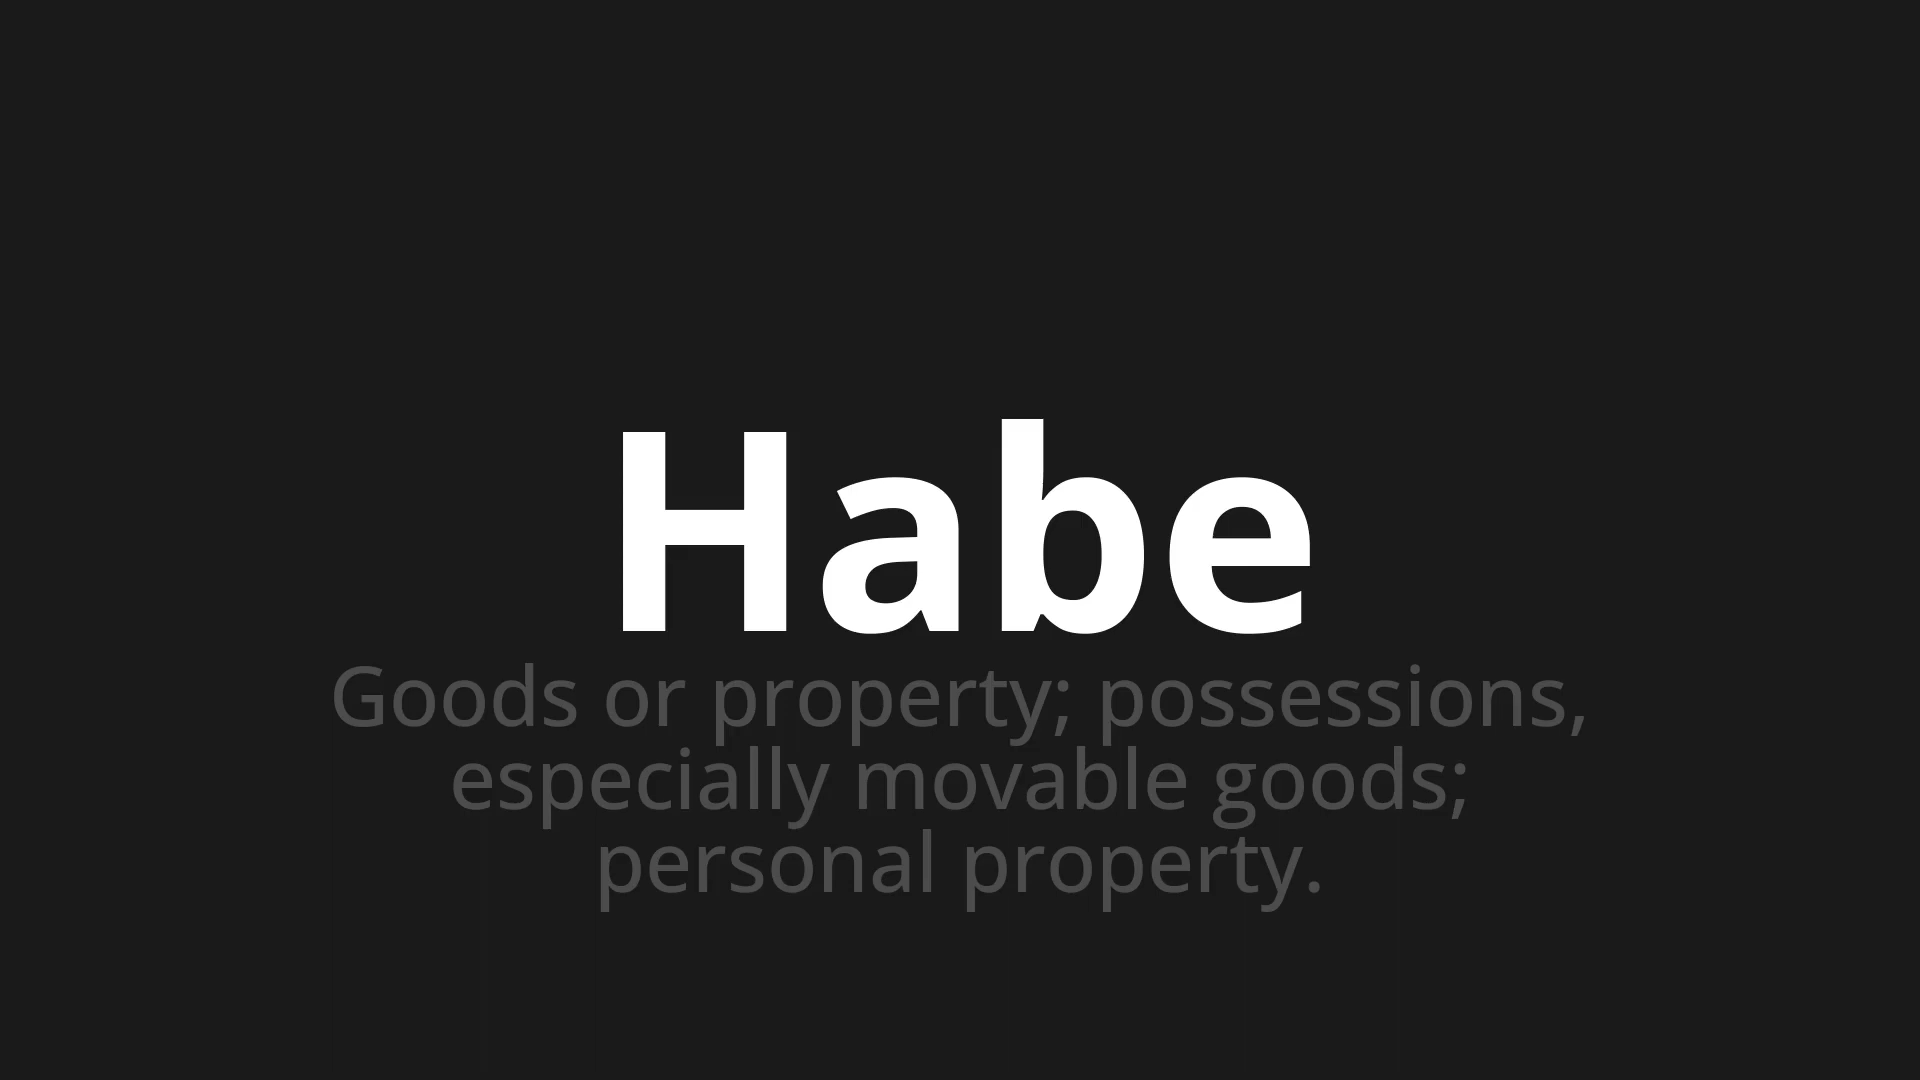 Habe
Goods or property; possessions,
especially movable goods;
personal property.